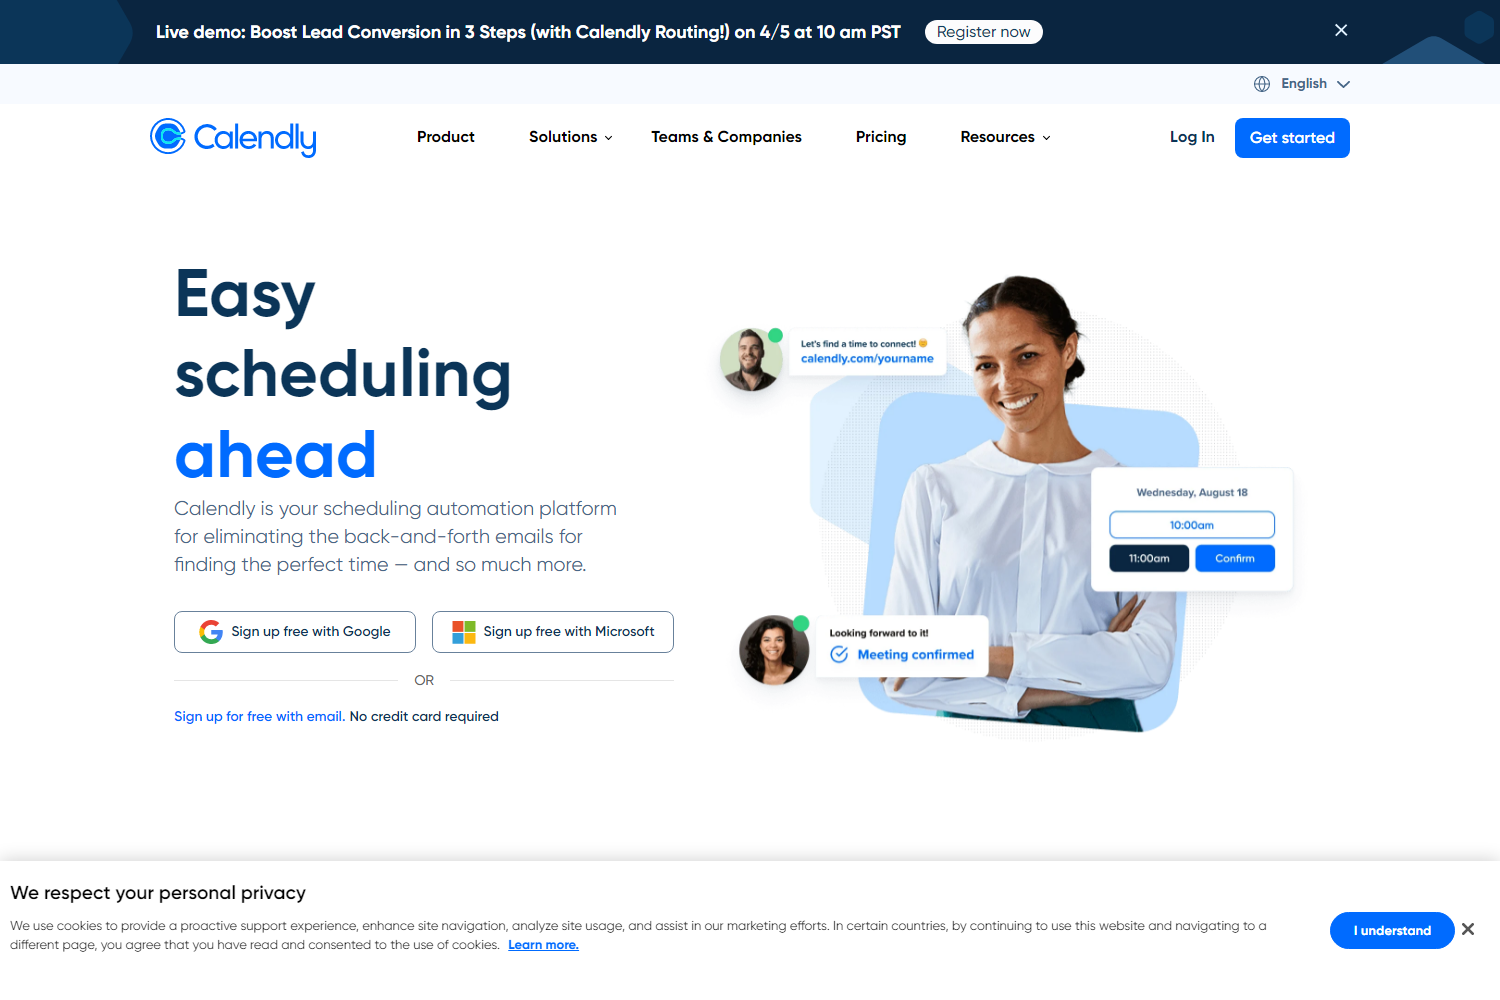 Live demo: Boost Lead Conversion in 3 Steps (with Calendly Routing!) on 4/5 at 10 am PST
Register now
English
Calendly
Product
Solutions
Teams & Companies
Pricing
Resources
Log In
Get started
Easy
scheduling
ahead
Calendly is your scheduling automation platform
for eliminating the back-and-forth emails for
finding the perfect time — and so much more.
Sign up free with Google
Sign up free with Microsoft
OR
Sign up for free with email. No credit card required
Let's find a time to connect!
calendly.com/yourname
Wednesday, August 18
10:00am
11:00am
Confirm
Looking forward to it!
Meeting confirmed
We respect your personal privacy
We use cookies to provide a proactive support experience, enhance site navigation, analyze site usage, and assist in our marketing efforts. In certain countries, by continuing to use this website and navigating to a
different page, you agree that you have read and consented to the use of cookies. Learn more.
I understand